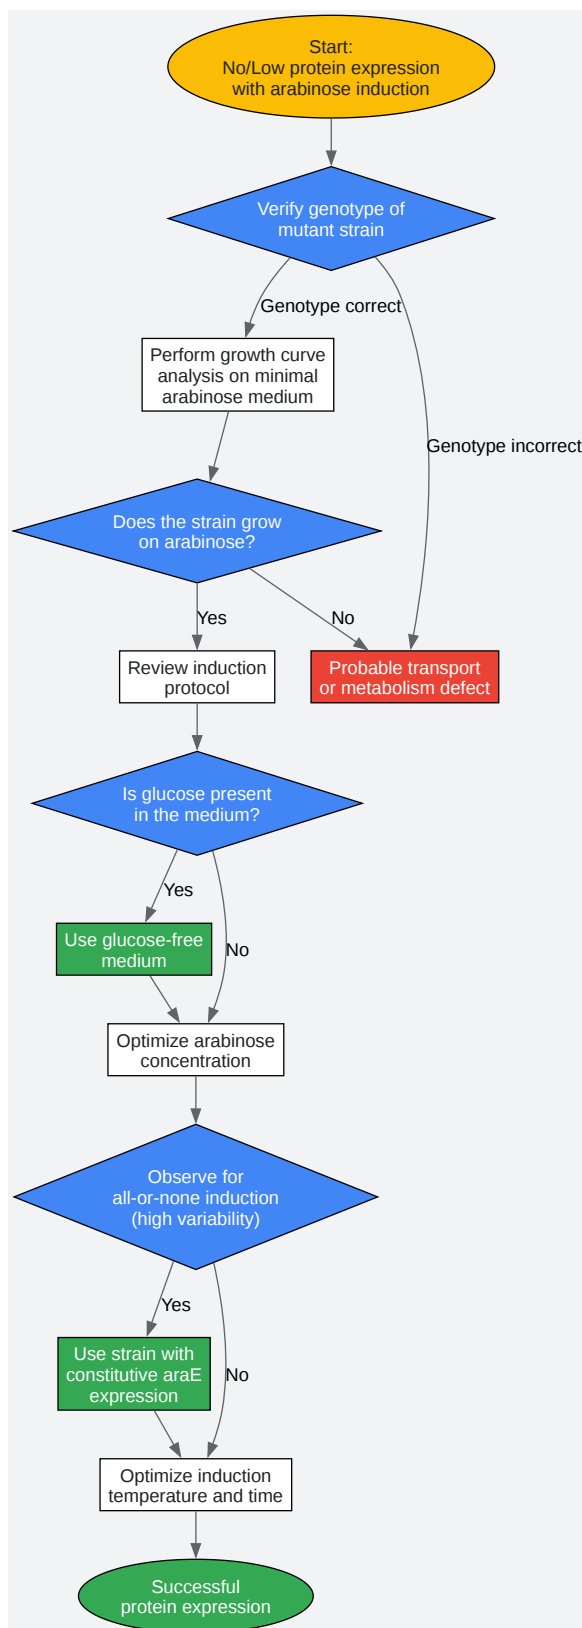 Start:
No/Low protein expression
with arabinose induction
Verify genotype of
mutant strain
Genotype correct
Perform growth curve
analysis on minimal
arabinose medium
Genotype incorrect
Does the strain grow
on arabinose?
Yes
No
Review induction
protocol
Probable transport
or metabolism defect
Is glucose present
in the medium?
Yes
Use glucose-free
medium
No
Optimize arabinose
concentration
Observe for
all-or-none induction
(high variability)
Yes
Use strain with
constitutive araE
expression
No
Optimize induction
temperature and time
Successful
protein expression